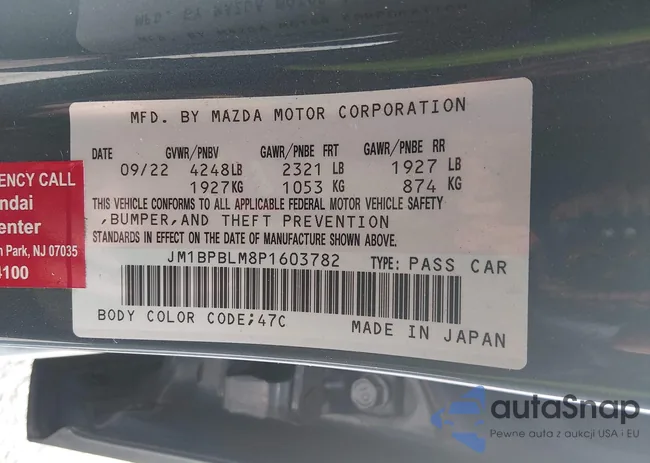 MFD. BY MAZDA MOTOR CORPORATION
DATE GVWR/PNBV GAWR/PNBE FRT GAWR/PNBE RR
09/22 4248LB 2321 LB 1927 LB
1927KG 1053 KG 874 KG
THIS VEHICLE CONFORMS TO ALL APPLICABLE FEDERAL MOTOR VEHICLE SAFETY
,BUMPER,AND THEFT PREVENTION
STANDARDS IN EFFECT ON THE DATE OF MANUFACTURE SHOWN ABOVE.
JM1BPBLM8P1603782 TYPE: PASS CAR
BODY COLOR CODE;47C MADE IN JAPAN
ENCY CALL
ndai
enter
Park, NJ 07035
100
autoSnap
Pewne auta z aukcji USA i EU